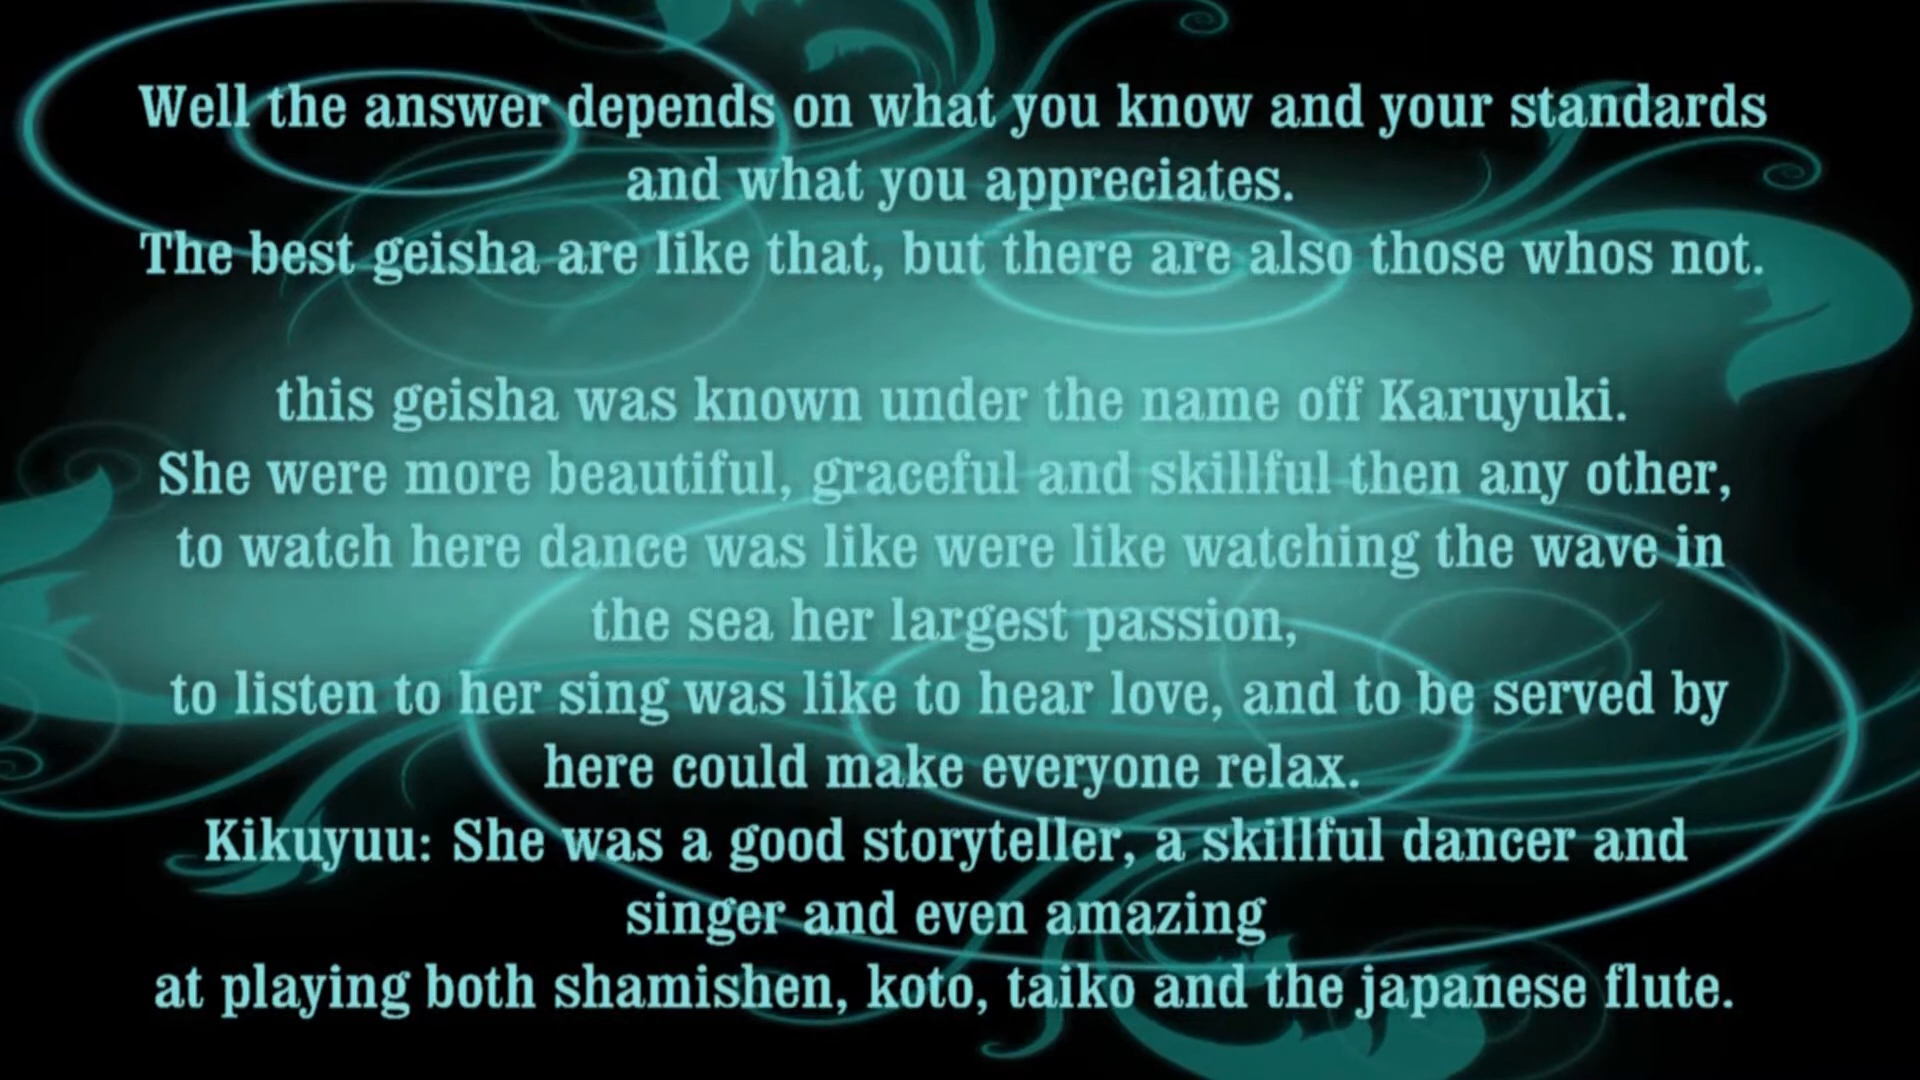 Well the answer depends on what you know and your standards
and what you appreciates.
The best geisha are like that, but there are also those whos not.
this geisha was known under the name off Karuyuki.
She were more beautiful, graceful and skillful then any other,
to watch here dance was like were like watching the wave in
the sea her largest passion,
to listen to her sing was like to hear love, and to be served by
here could make everyone relax.
Kikuyuu: She was a good storyteller, a skillful dancer and
singer and even amazing
at playing both shamishen, koto, taiko and the japanese flute.